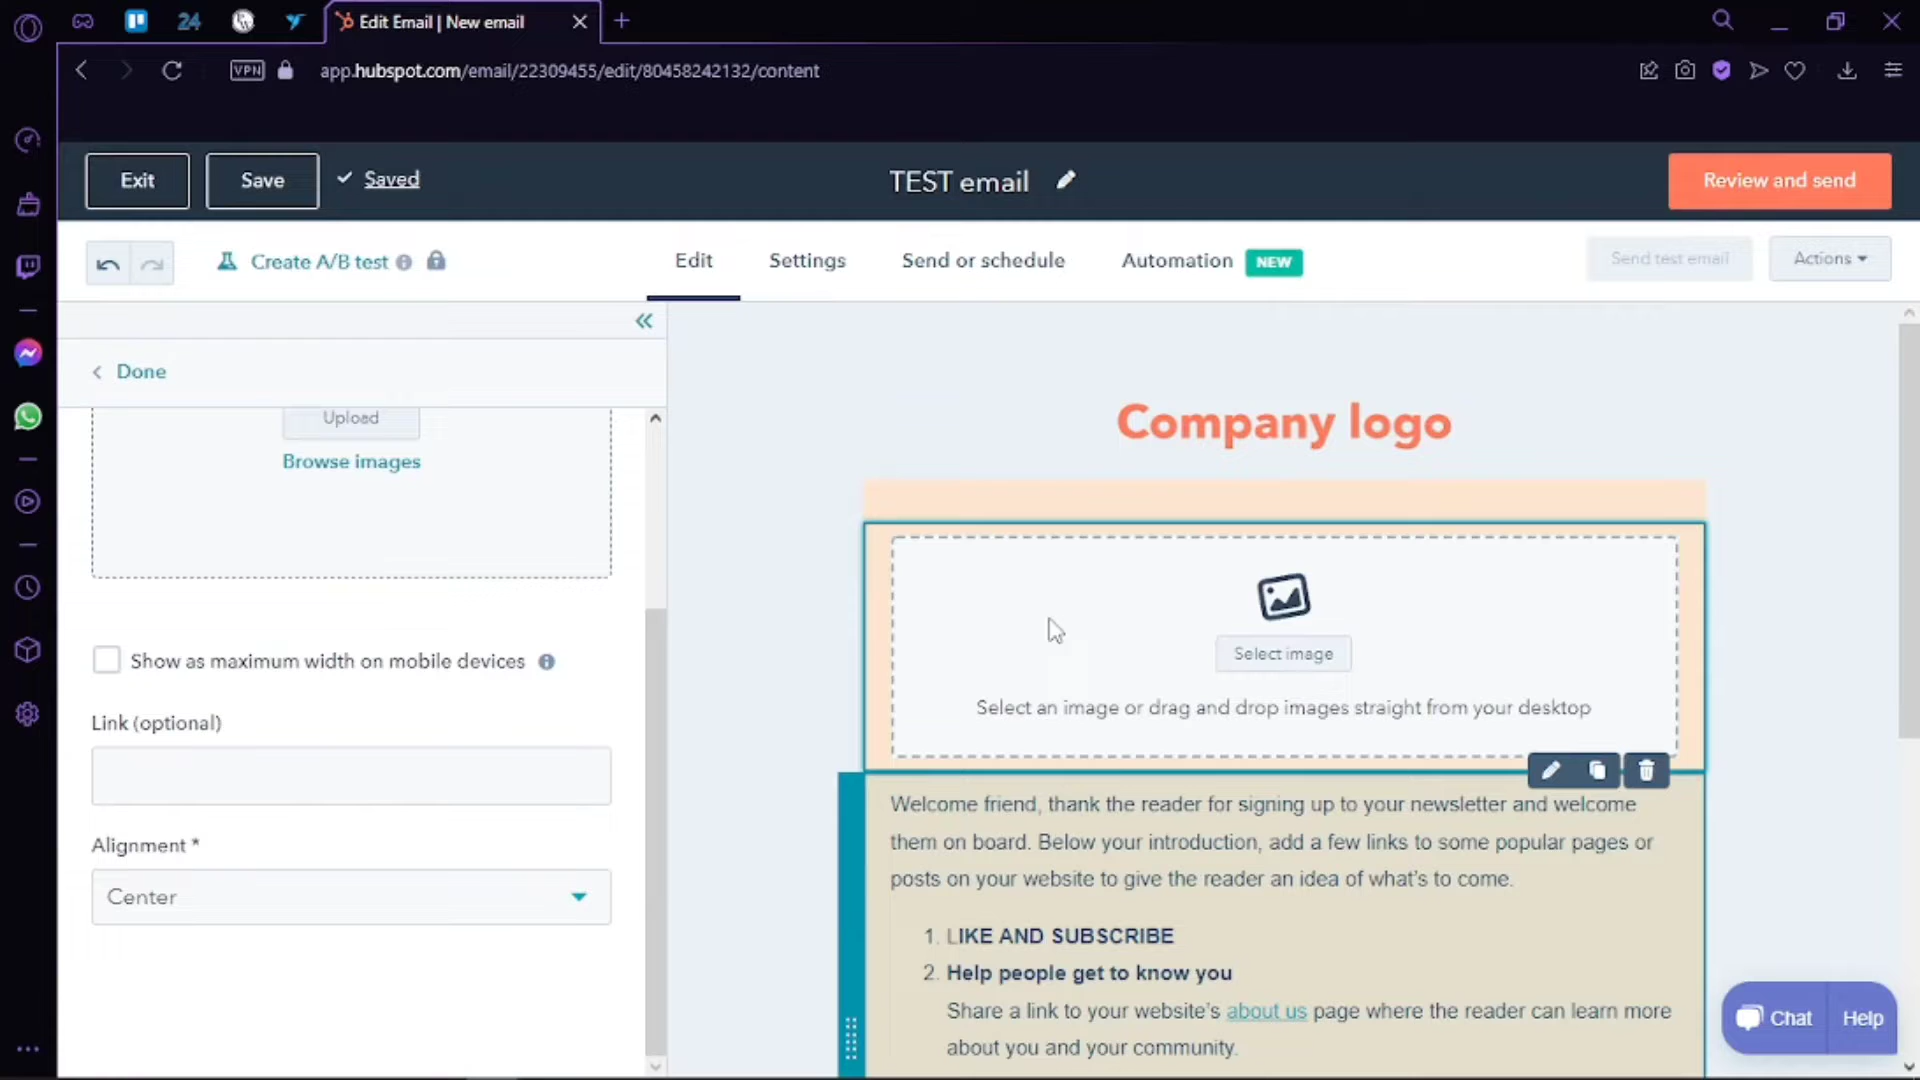 24
Edit Email | New email
VPN
app.hubspot.com/email/22309455/edit/80458242132/content
Exit
Save
Saved
TEST email
Review and send
Create A/B test
Edit
Settings
Send or schedule
Automation
NEW
Send test email
Actions
Done
Upload
Browse images
Show as maximum width on mobile devices
Link (optional)
Alignment *
Center
Company logo
Select image
Select an image or drag and drop images straight from your desktop
Welcome friend, thank the reader for signing up to your newsletter and welcome
them on board. Below your introduction, add a few links to some popular pages or
posts on your website to give the reader an idea of what's to come.
1. LIKE AND SUBSCRIBE
2. Help people get to know you
Share a link to your website's about us page where the reader can learn more
about you and your community.
Chat
Help